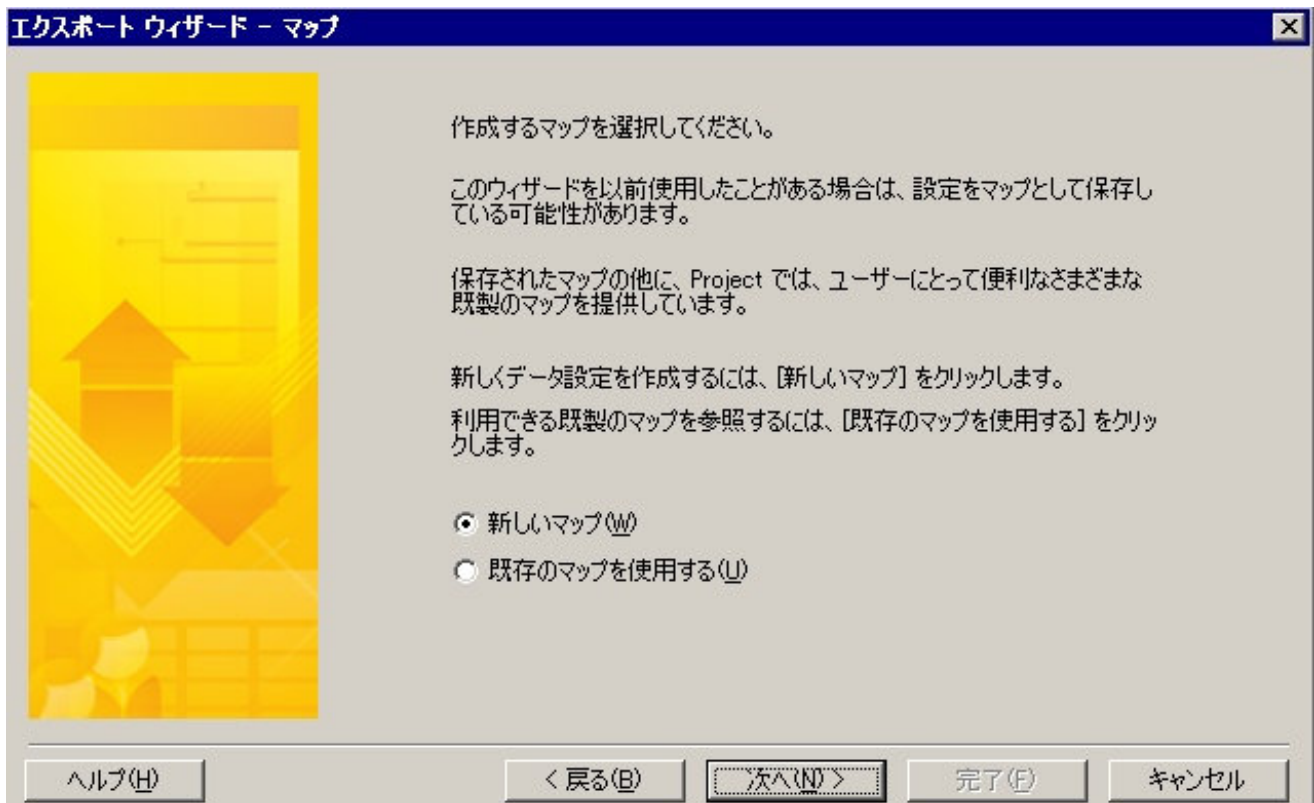 エクスポート ウィザード - マップ
作成するマップを選択してください。
このウィザードを以前使用したことがある場合は、設定をマップとして保存し
ている可能性があります。
保存されたマップの他に、Project では、ユーザーにとって便利なさまざまな
既製のマップを提供しています。
新しくデータ設定を作成するには、[新しいマップ] をクリックします。
利用できる既製のマップを参照するには、[既存のマップを使用する] をクリッ
クします。
新しいマップ(W)
既存のマップを使用する(U)
ヘルプ(H)
< 戻る(B)
次へ(N) >
完了(F)
キャンセル